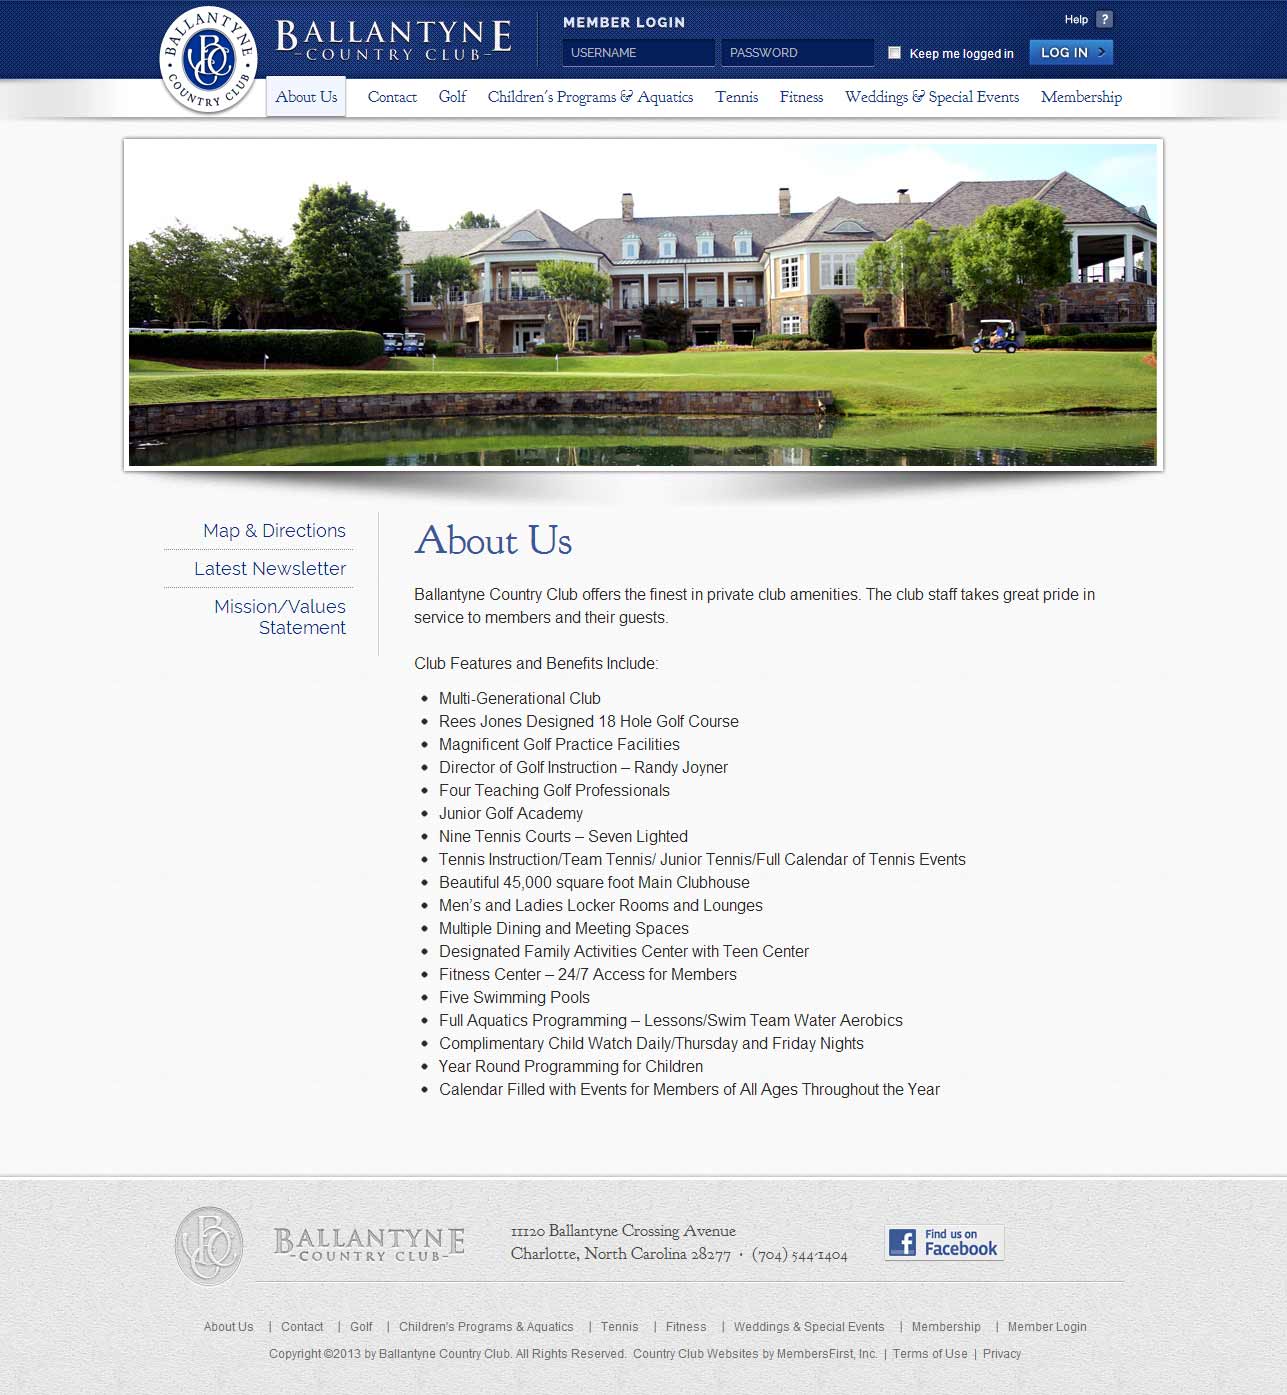 BALLANTYNE
COUNTRY CLUB
BCC
BALLANTYNE
COUNTRY CLUB
MEMBER LOGIN
Help ?
USERNAME
PASSWORD
Keep me logged in
LOG IN >
About Us Contact Golf Children's Programs & Aquatics Tennis Fitness Weddings & Special Events Membership
Map & Directions
Latest Newsletter
Mission/Values
Statement
About Us
Ballantyne Country Club offers the finest in private club amenities. The club staff takes great pride in
service to members and their guests.
Club Features and Benefits Include:
• Multi-Generational Club
• Rees Jones Designed 18 Hole Golf Course
• Magnificent Golf Practice Facilities
• Director of Golf Instruction – Randy Joyner
• Four Teaching Golf Professionals
• Junior Golf Academy
• Nine Tennis Courts – Seven Lighted
• Tennis Instruction/Team Tennis/ Junior Tennis/Full Calendar of Tennis Events
• Beautiful 45,000 square foot Main Clubhouse
• Men's and Ladies Locker Rooms and Lounges
• Multiple Dining and Meeting Spaces
• Designated Family Activities Center with Teen Center
• Fitness Center – 24/7 Access for Members
• Five Swimming Pools
• Full Aquatics Programming – Lessons/Swim Team Water Aerobics
• Complimentary Child Watch Daily/Thursday and Friday Nights
• Year Round Programming for Children
• Calendar Filled with Events for Members of All Ages Throughout the Year
BCC
BALLANTYNE
-COUNTRY CLUB-
11120 Ballantyne Crossing Avenue
Charlotte, North Carolina 28277 · (704) 544-1404
f Find us on
Facebook
About Us | Contact | Golf | Children's Programs & Aquatics | Tennis | Fitness | Weddings & Special Events | Membership | Member Login
Copyright ©2013 by Ballantyne Country Club. All Rights Reserved. Country Club Websites by MembersFirst, Inc. | Terms of Use | Privacy